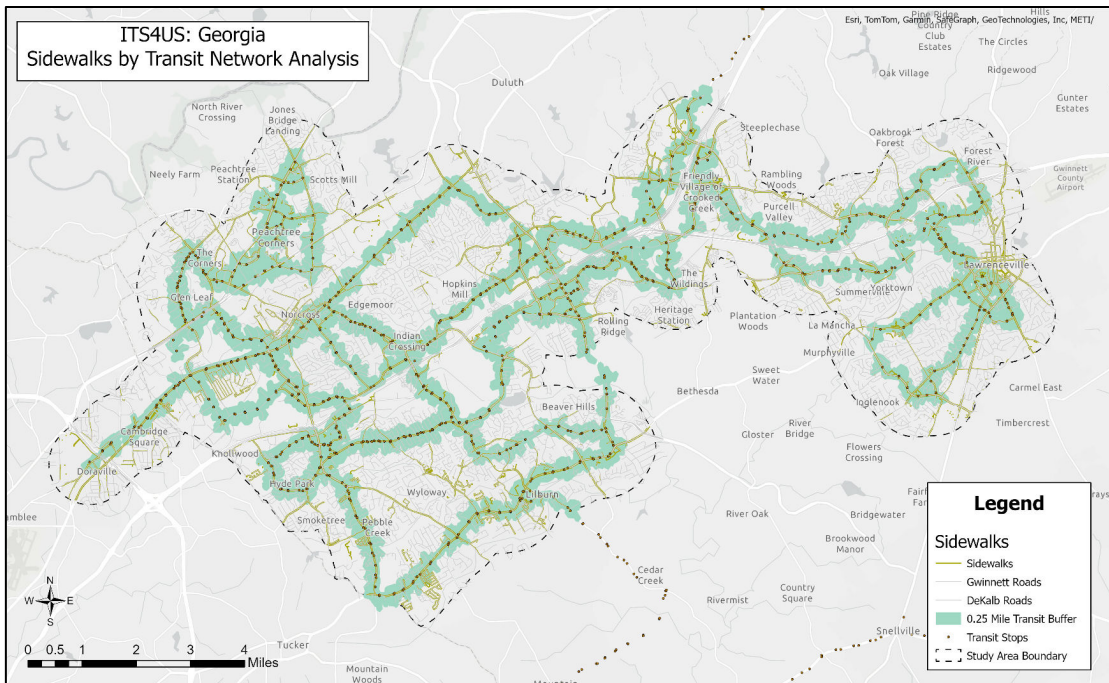 Esri, TomTom, Garmin, SafeGraph, GeoTechnologies, Inc, METI/
ITS4US: Georgia
Sidewalks by Transit Network Analysis
Pine Ridge
Country
Club
Estates
Hills
The Circles
Oak Village
Ridgewood
Gunter
Estates
Duluth
North River
Crossing
Jones
Bridge
Landing
Steeplechase
Oakbrook
Forest
Forest
River
Gwinnett
County
Airport
Neely Farm
Peachtree
Station
Scotts Mill
Friendly
Village of
Crooked
Creek
Rambling
Woods
Purcell
Valley
Peachtree
Corners
The
Corners
Glen Leaf
Hopkins
Mill
The
Wildings
Lawrenceville
Summerville
Yorktown
Edgemoor
Norcross
Heritage
Station
Plantation
Woods
La Mancha
Rolling
Ridge
Indian
Crossing
Murphyville
Sweet
Water
Bethesda
Carmel East
Inglenook
Beaver Hills
Timbercrest
River
Bridge
Gloster
Flowers
Crossing
Cambridge
Square
Doraville
Khollwood
Hyde Park
Wyloway
Lilburn
Smoketree
Pebble
Creek
River Oak
Bridgewater
Brookwood
Manor
Cedar
Creek
Country
Square
Rivermist
Snellville
Tucker
Mountain
Woods
Mountain
N
W
E
S
0 0.5 1 2 3 4
Miles
Legend
Sidewalks
Sidewalks
Gwinnett Roads
DeKalb Roads
0.25 Mile Transit Buffer
Transit Stops
Study Area Boundary